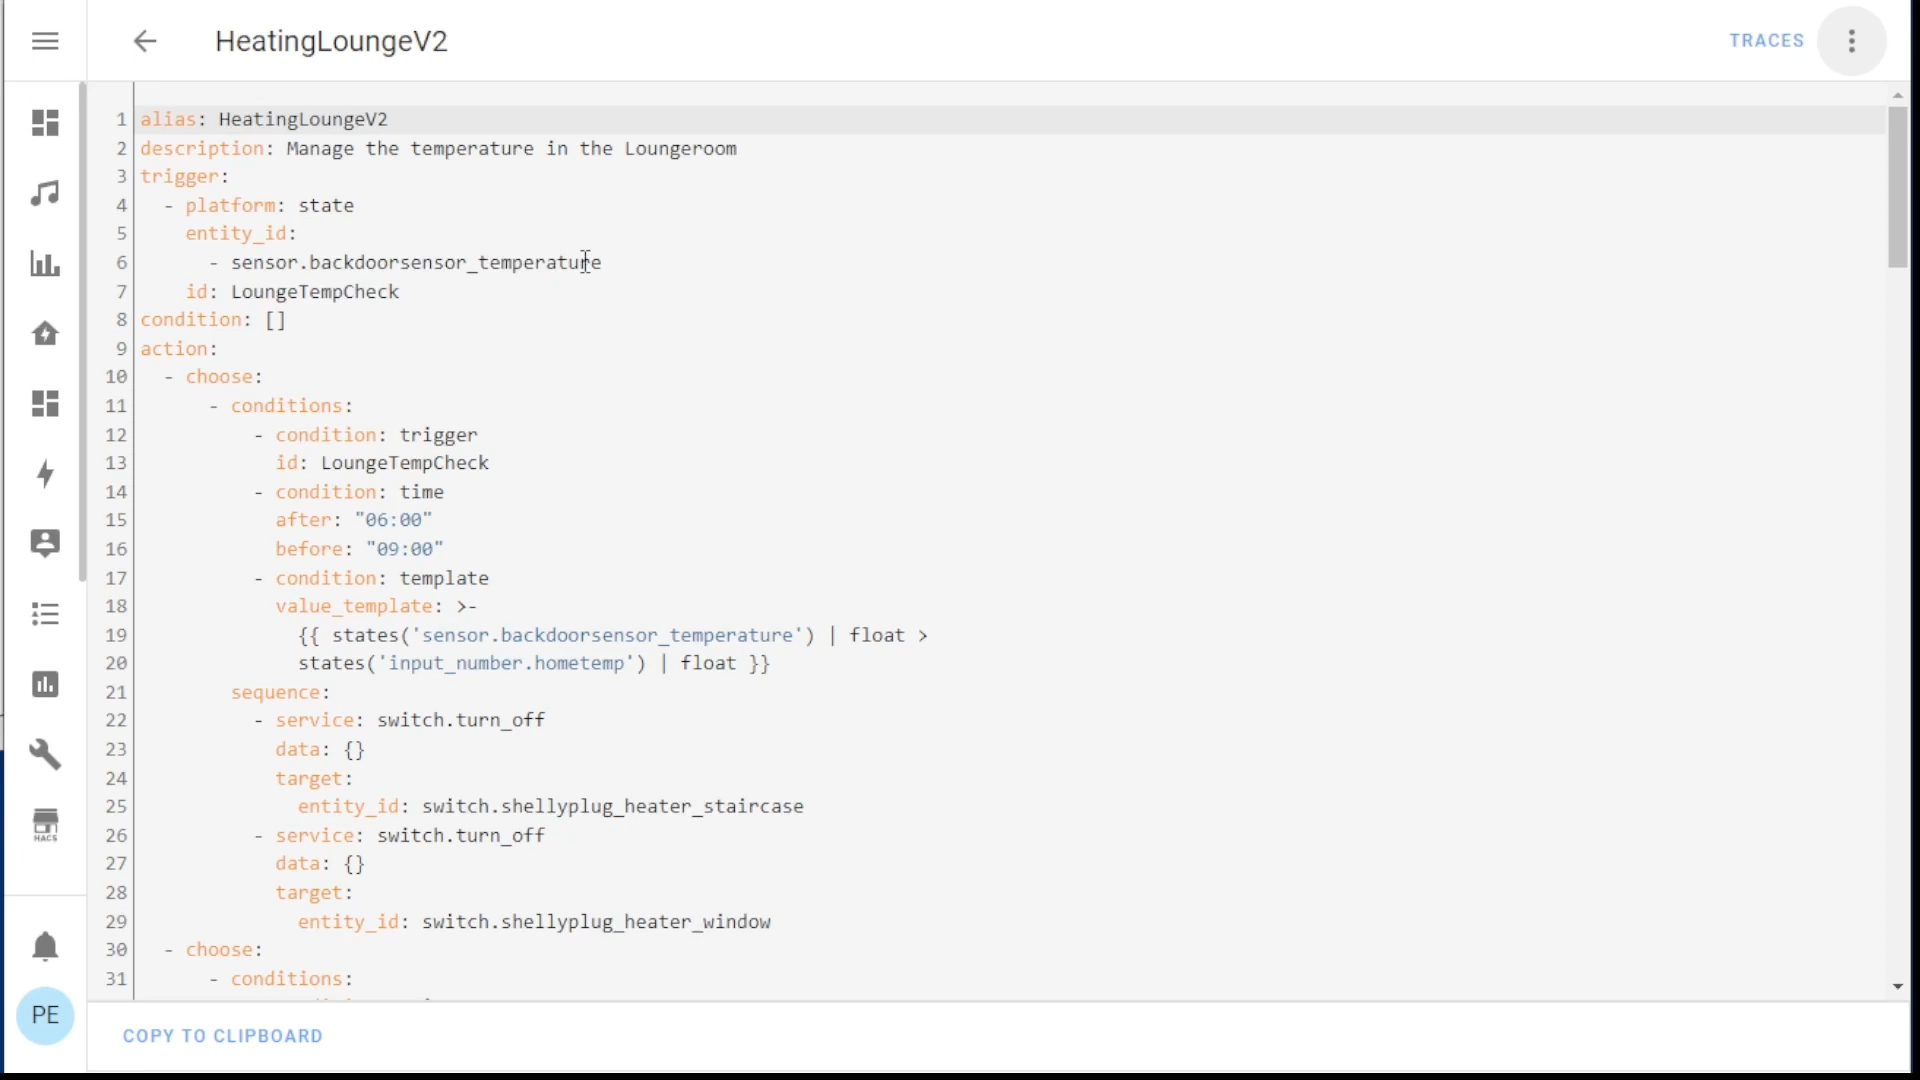 HeatingLoungeV2
TRACES
1 alias: HeatingLoungeV2
2 description: Manage the temperature in the Loungeroom
3 trigger:
4   - platform: state
5     entity_id:
6       - sensor.backdoorsensor_temperature
7     id: LoungeTempCheck
8 condition: []
9 action:
10   - choose:
11       - conditions:
12           - condition: trigger
13             id: LoungeTempCheck
14           - condition: time
15             after: "06:00"
16             before: "09:00"
17           - condition: template
18             value_template: >-
19               {{ states('sensor.backdoorsensor_temperature') | float >
20               states('input_number.hometemp') | float }}
21         sequence:
22           - service: switch.turn_off
23             data: {}
24             target:
25               entity_id: switch.shellyplug_heater_staircase
26           - service: switch.turn_off
27             data: {}
28             target:
29               entity_id: switch.shellyplug_heater_window
30   - choose:
31       - conditions:
HACS
PE
COPY TO CLIPBOARD